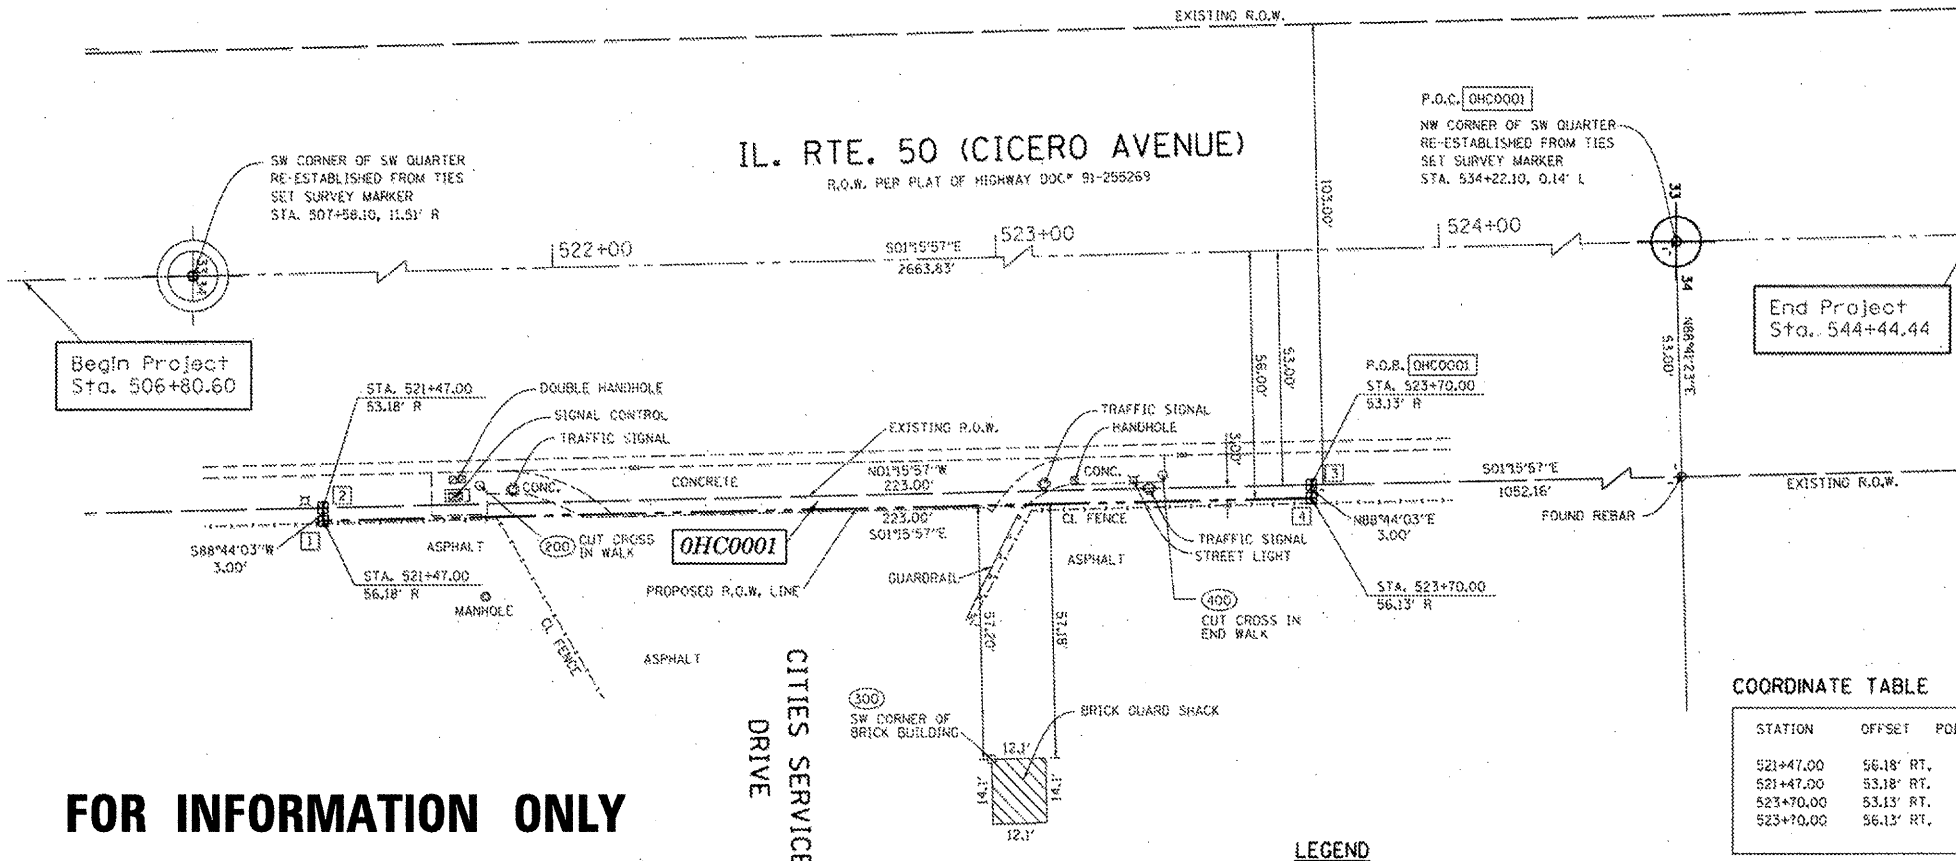 EXISTING R.O.W.
IL. RTE. 50 (CICERO AVENUE)
R.O.W. PER PLAT OF HIGHWAY DOC# 91-255269
SW CORNER OF SW QUARTER
RE-ESTABLISHED FROM TIES
SET SURVEY MARKER
STA. 507+58.10, 11.51' R
P.O.C. 0HC0001
NW CORNER OF SW QUARTER
RE-ESTABLISHED FROM TIES
SET SURVEY MARKER
STA. 534+22.10, 0.14' L
103.00'
33
34
522+00
S01°15'57"E
2663.83'
523+00
524+00
Begin Project
Sta. 506+80.60
End Project
Sta. 544+44.44
N88°41'23"E
53.00'
56.00'
53.00'
3.00'
P.O.B. 0HC0001
STA. 523+70.00
53.13' R
STA. 521+47.00
53.18' R
DOUBLE HANDHOLE
SIGNAL CONTROL
TRAFFIC SIGNAL
EXISTING R.O.W.
TRAFFIC SIGNAL
HANDHOLE
2
CONC.
CONCRETE
N01°15'57"W
223.00'
CONC.
3
S01°15'57"E
1052.16'
EXISTING R.O.W.
FOUND REBAR
1
S88°44'03"W
3.00'
ASPHALT
200
CUT CROSS
IN WALK
0HC0001
223.00'
S01°15'57"E
CL FENCE
4
N88°44'03"E
3.00'
ASPHALT
TRAFFIC SIGNAL
STREET LIGHT
STA. 521+47.00
56.18' R
MANHOLE
PROPOSED R.O.W. LINE
GUARDRAIL
STA. 523+70.00
56.13' R
400
CUT CROSS IN
END WALK
57.20'
57.18'
CL FENCE
ASPHALT
CITIES SERVICE
DRIVE
300
SW CORNER OF
BRICK BUILDING
BRICK GUARD SHACK
12.1'
14.1'
14.1'
12.1'
COORDINATE TABLE
STATION OFFSET
521+47.00 56.18' RT.
521+47.00 53.18' RT.
523+70.00 53.13' RT.
523+70.00 56.13' RT.
FOR INFORMATION ONLY
LEGEND